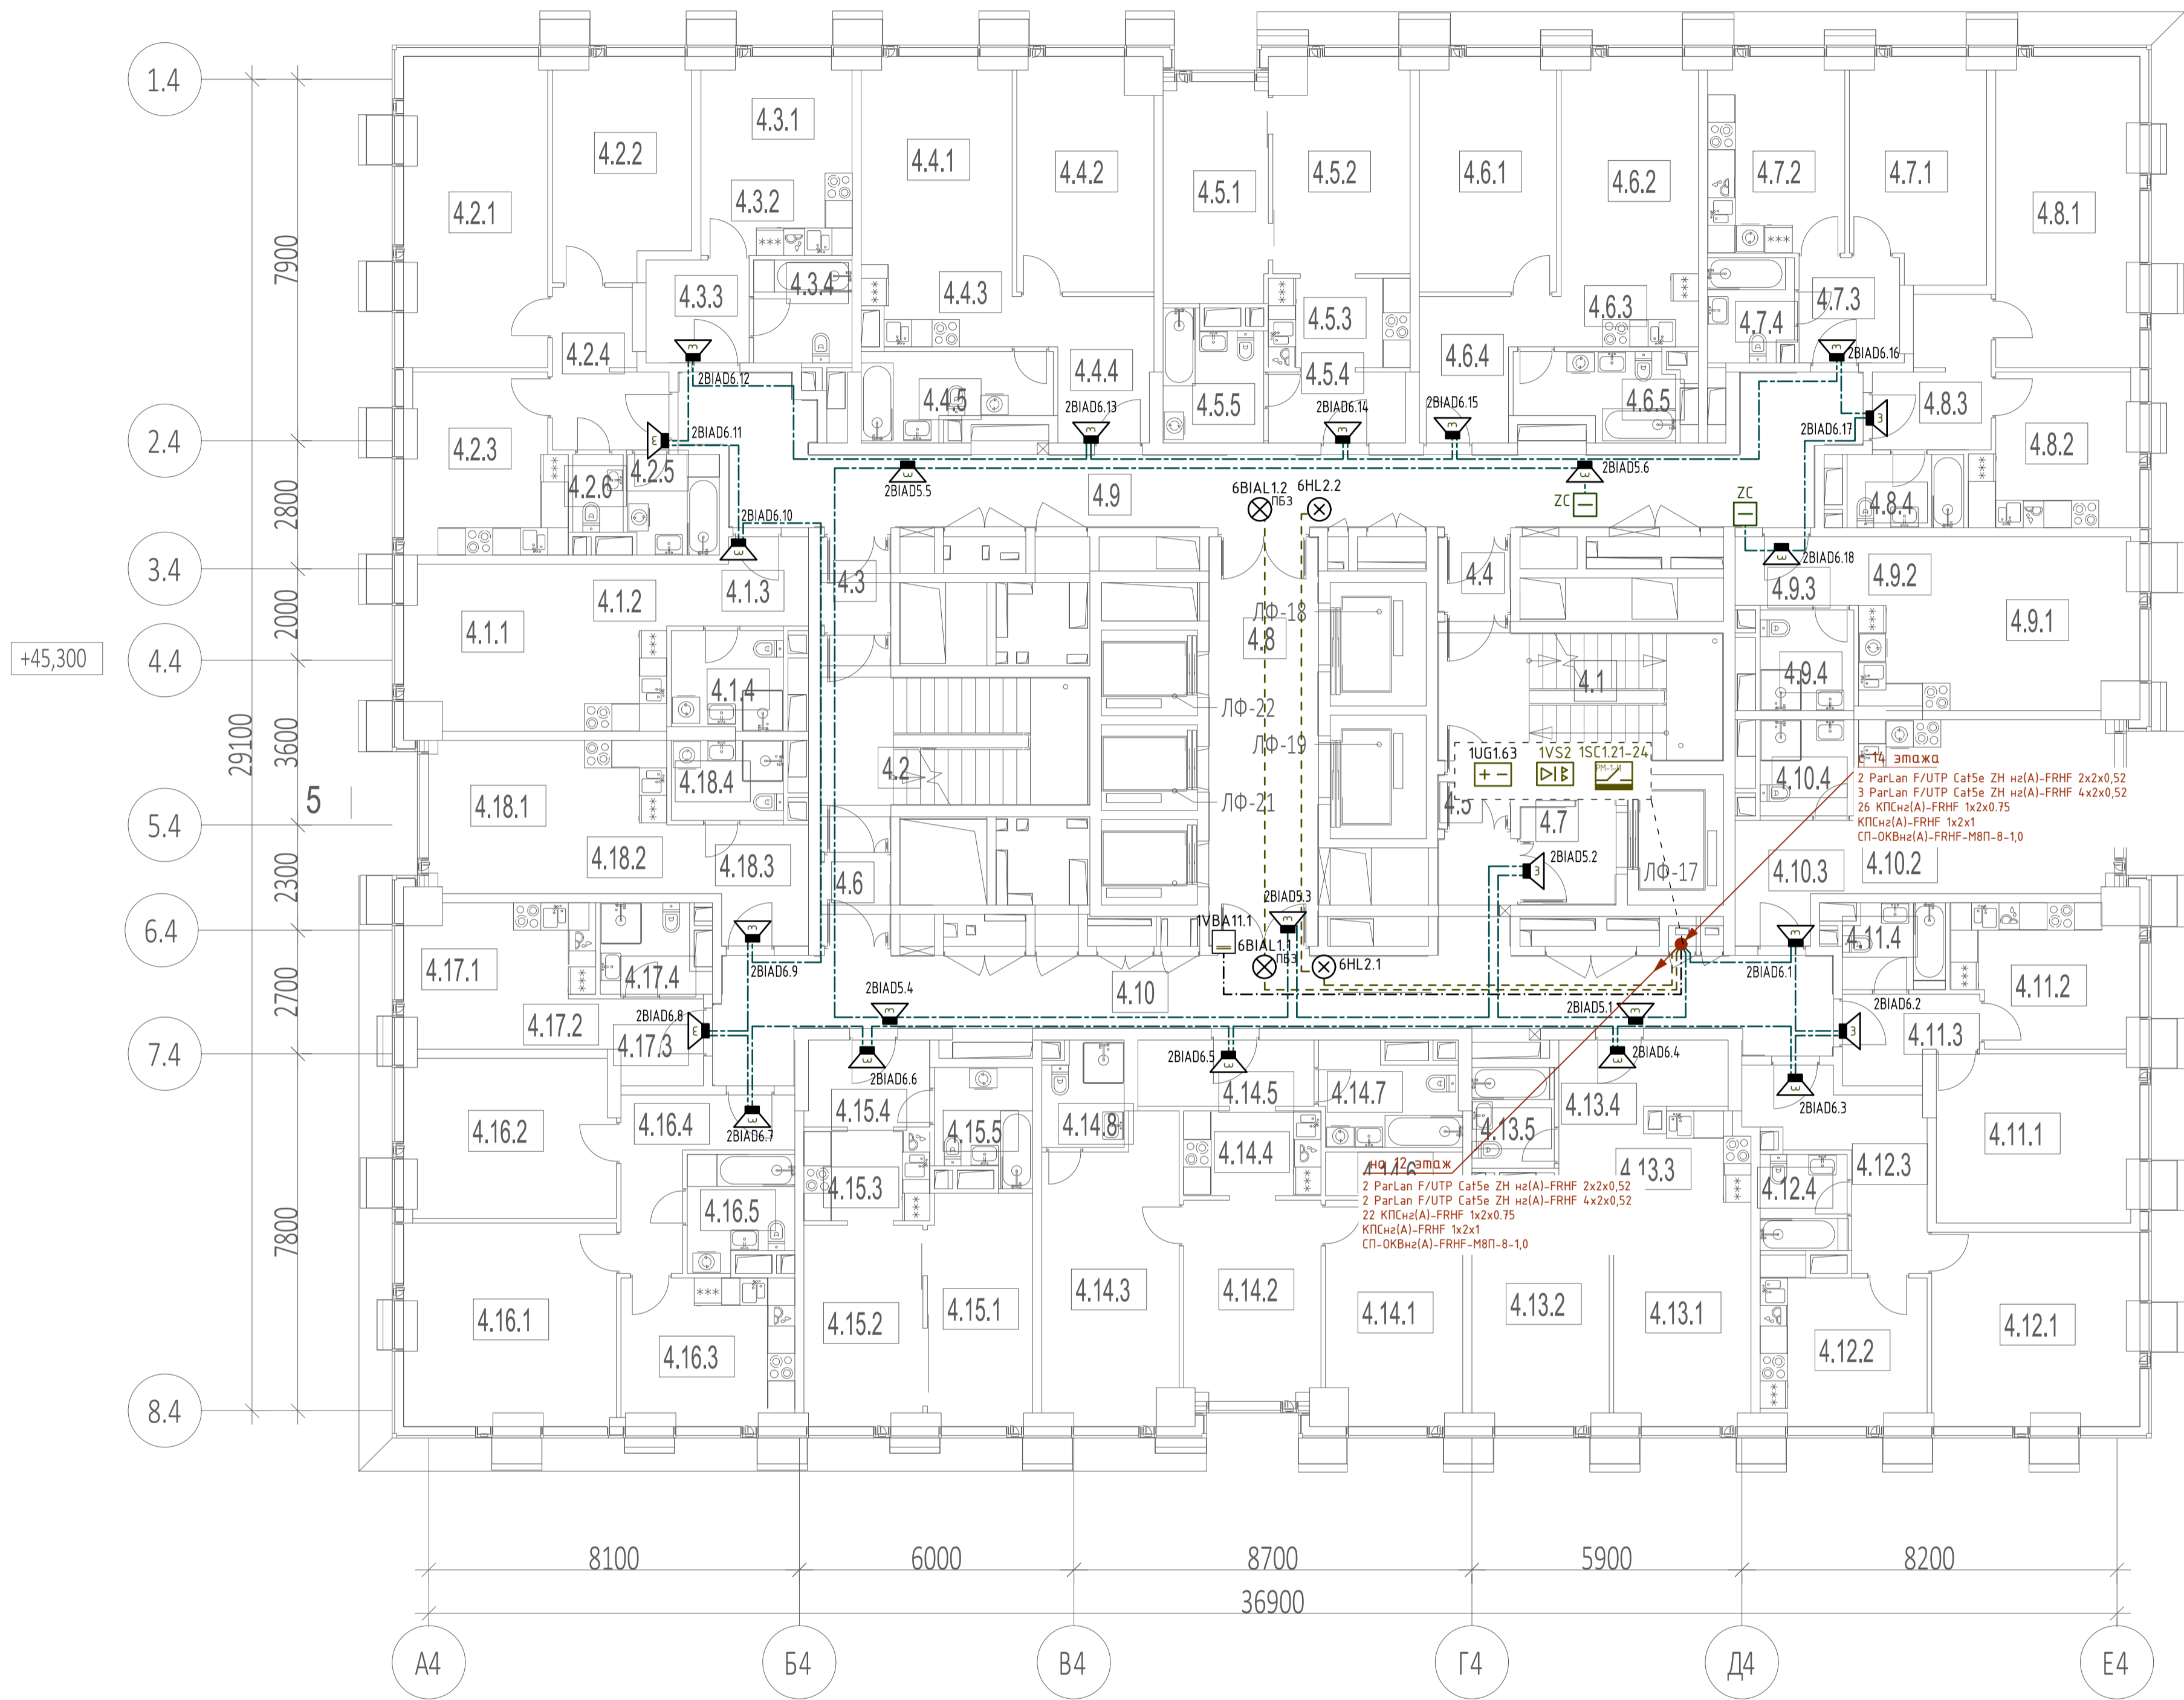 1.4
2.4
3.4
4.4
5.4
6.4
7.4
8.4
+45,300
5
7900
2800
2000
3600
2300
2700
7800
29100
4.3.1
4.2.2
4.4.1
4.4.2
4.5.1
4.5.2
4.6.1
4.6.2
4.7.2
4.7.1
4.8.1
4.2.1
4.3.2
4.3.3
4.3.4
4.4.3
4.5.3
4.6.3
4.7.3
4.7.4
4.2.4
4.4.4
4.5.4
4.6.4
4.4.5
4.5.5
4.6.5
4.8.3
2BIAD6.12
2BIAD6.13
2BIAD6.14
2BIAD6.15
2BIAD6.16
2BIAD6.11
2BIAD6.17
4.2.3
4.2.5
4.2.6
4.8.2
4.8.4
2BIAD5.5
4.9
2BIAD5.6
ZC
ZC
6BIAL1.2
ПБЗ
6HL2.2
2BIAD6.10
2BIAD6.18
4.1.3
4.3
4.4
4.9.3
4.9.2
4.1.2
4.1.1
4.9.1
ЛФ-18
4.8
4.1.4
4.1
4.9.4
ЛФ-22
ЛФ-19
4.2
4.18.4
4.18.1
4.18.2
4.18.3
1UG1.63
1VS2
1SC1.21-24
РМ-1-И
4.10.4
с 14 этажа
2 ParLan F/UTP Cat5e ZH нг(А)-FRHF 2x2x0,52
3 ParLan F/UTP Cat5e ZH нг(А)-FRHF 4x2x0,52
26 КПСнг(А)-FRHF 1x2x0.75
КПСнг(А)-FRHF 1x2x1
СП-ОКВнг(А)-FRHF-М8П-8-1,0
ЛФ-21
4.5
4.7
2BIAD5.2
ЛФ-17
4.10.3
4.10.2
4.6
2BIAD5.3
1VBA11.1
6BIAL1.1
ПБЗ
6HL2.1
4.17.1
4.17.4
2BIAD6.9
2BIAD6.1
4.11.4
4.11.2
4.10
2BIAD5.4
2BIAD5.1
2BIAD6.2
4.17.2
2BIAD6.8
4.17.3
4.11.3
2BIAD6.6
2BIAD6.5
2BIAD6.4
2BIAD6.3
4.16.2
4.16.4
2BIAD6.7
4.15.4
4.15.5
4.14.8
4.14.5
4.14.7
4.13.4
4.13.5
4.11.1
4.14.4
4.12.3
4.12.4
4.15.3
4.14.6
4.13.3
4.16.5
на 12 этаж
2 ParLan F/UTP Cat5e ZH нг(А)-FRHF 2x2x0,52
2 ParLan F/UTP Cat5e ZH нг(А)-FRHF 4x2x0,52
22 КПСнг(А)-FRHF 1x2x0.75
КПСнг(А)-FRHF 1x2x1
СП-ОКВнг(А)-FRHF-М8П-8-1,0
4.16.1
4.16.3
4.15.2
4.15.1
4.14.3
4.14.2
4.14.1
4.13.2
4.13.1
4.12.2
4.12.1
8100
6000
8700
5900
8200
36900
А4
Б4
В4
Г4
Д4
Е4